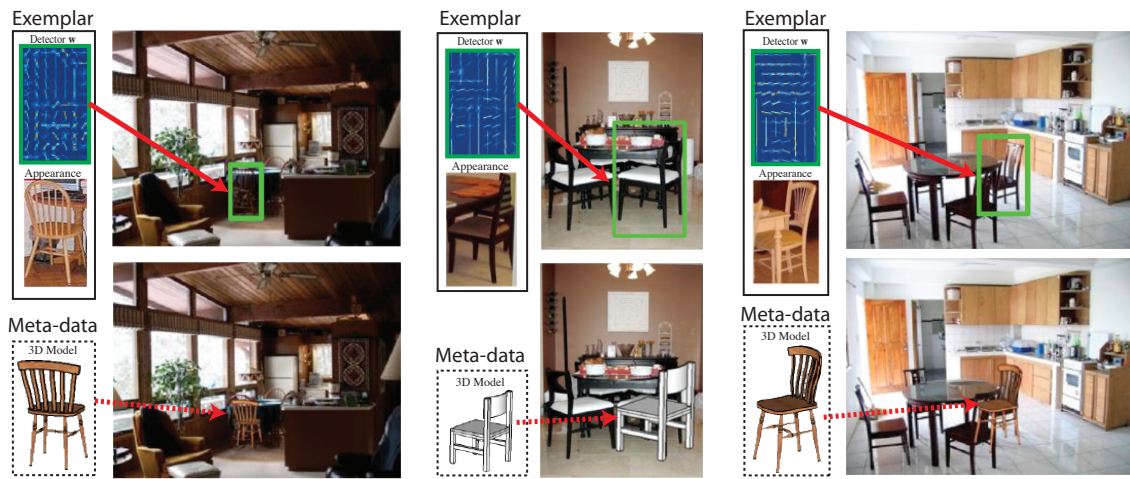 Exemplar
Detector w
Appearance
Meta-data
3D Model
Exemplar
Detector w
Appearance
Meta-data
3D Model
Exemplar
Detector w
Appearance
Meta-data
3D Model